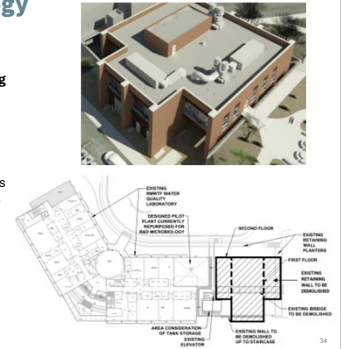 gy
g
s
EXISTING
RMWTF WATER
QUALITY
LABORATORY
DESIGNED PILOT
PLANT CURRENTLY
REPURPOSED FOR
R&D MICROBIOLOGY
SECOND FLOOR
EXISTING
RETAINING
WALL
PLANTERS
FIRST FLOOR
EXISTING
RETAINING
WALL TO BE
DEMOLISHED
EXISTING BRIDGE
TO BE DEMOLISHED
AREA CONSIDERATION
OF TANK STORAGE
EXISTING
ELEVATOR
EXISTING WALL TO
BE DEMOLISHED
UP TO STAIRCASE
34